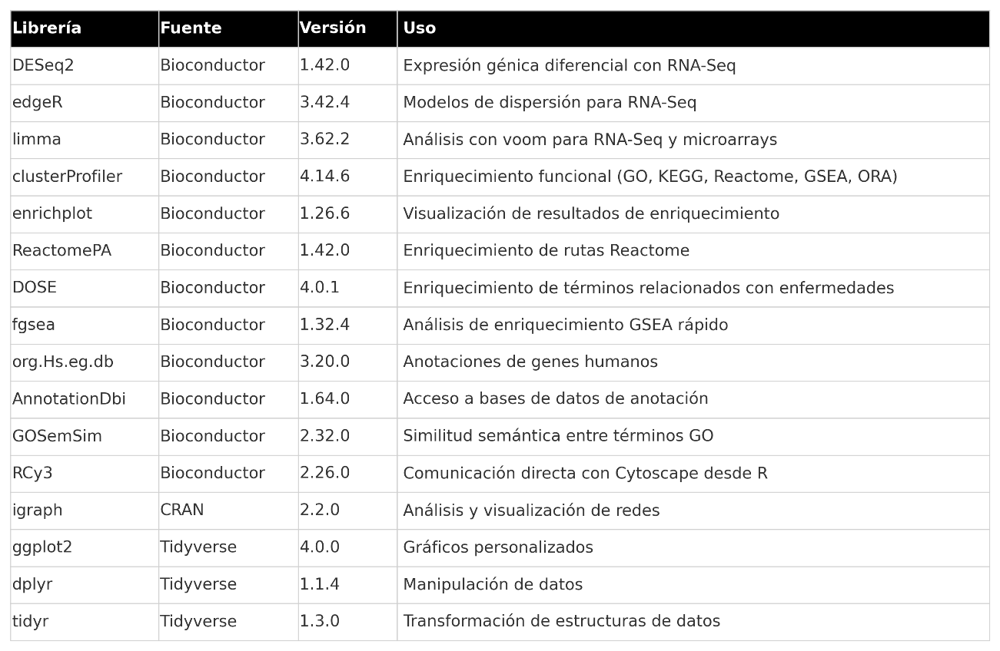 Librería Fuente Versión Uso
DESeq2 Bioconductor 1.42.0 Expresión génica diferencial con RNA-Seq
edgeR Bioconductor 3.42.4 Modelos de dispersión para RNA-Seq
limma Bioconductor 3.62.2 Análisis con voom para RNA-Seq y microarrays
clusterProfiler Bioconductor 4.14.6 Enriquecimiento funcional (GO, KEGG, Reactome, GSEA, ORA)
enrichplot Bioconductor 1.26.6 Visualización de resultados de enriquecimiento
ReactomePA Bioconductor 1.42.0 Enriquecimiento de rutas Reactome
DOSE Bioconductor 4.0.1 Enriquecimiento de términos relacionados con enfermedades
fgsea Bioconductor 1.32.4 Análisis de enriquecimiento GSEA rápido
org.Hs.eg.db Bioconductor 3.20.0 Anotaciones de genes humanos
AnnotationDbi Bioconductor 1.64.0 Acceso a bases de datos de anotación
GOSemSim Bioconductor 2.32.0 Similitud semántica entre términos GO
RCy3 Bioconductor 2.26.0 Comunicación directa con Cytoscape desde R
igraph CRAN 2.2.0 Análisis y visualización de redes
ggplot2 Tidyverse 4.0.0 Gráficos personalizados
dplyr Tidyverse 1.1.4 Manipulación de datos
tidyr Tidyverse 1.3.0 Transformación de estructuras de datos